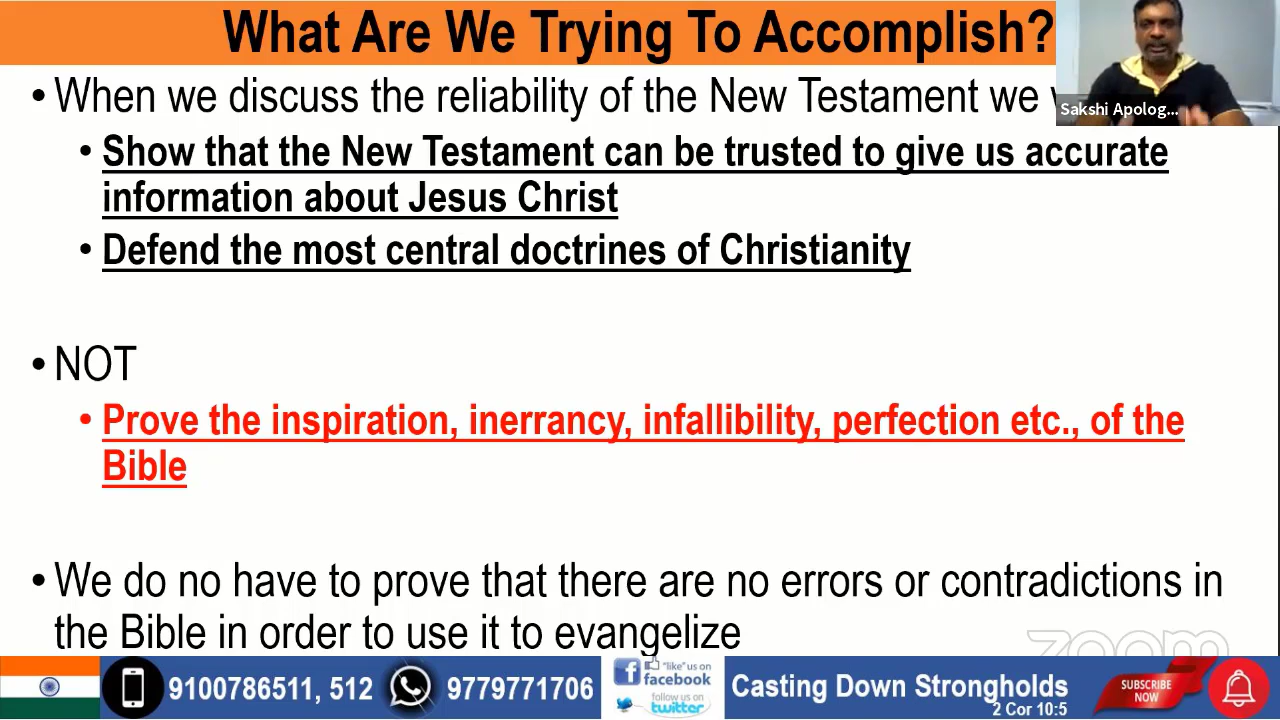 What Are We Trying To Accomplish?
• When we discuss the reliability of the New Testament we
Sakshi Apolog...
• Show that the New Testament can be trusted to give us accurate
information about Jesus Christ
• Defend the most central doctrines of Christianity
• NOT
• Prove the inspiration, inerrancy, infallibility, perfection etc., of the
Bible
• We do no have to prove that there are no errors or contradictions in
the Bible in order to use it to evangelize
zoom
9100786511, 512
9779771706
"like" us on
facebook
follow us on
twitter
Casting Down Strongholds
2 Cor 10:5
SUBSCRIBE
NOW